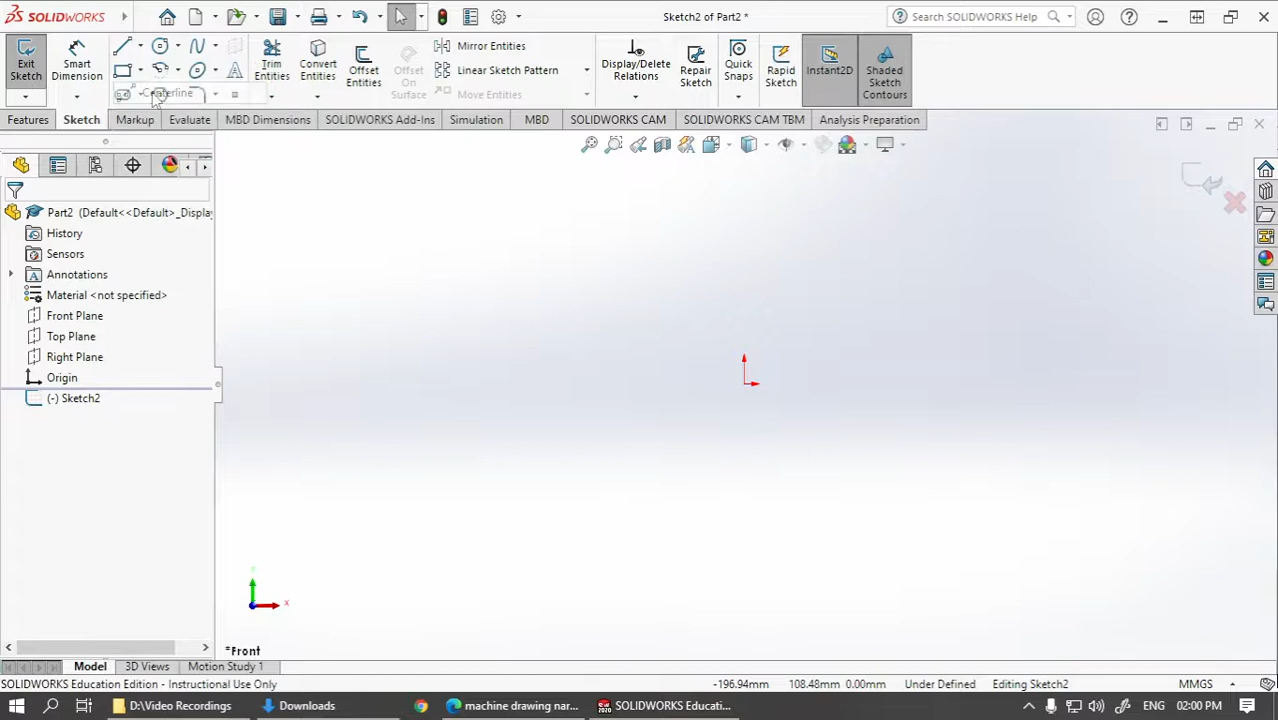 SOLIDWORKS
Sketch2 of Part2 *
Search SOLIDWORKS Help
Exit Sketch
Smart Dimension
Trim Entities
Convert Entities
Offset Entities
Offset On Surface
Mirror Entities
Linear Sketch Pattern
Move Entities
Display/Delete Relations
Repair Sketch
Quick Snaps
Rapid Sketch
Instant2D
Shaded Sketch Contours
Centerline
Features
Sketch
Markup
Evaluate
MBD Dimensions
SOLIDWORKS Add-Ins
Simulation
MBD
SOLIDWORKS CAM
SOLIDWORKS CAM TBM
Analysis Preparation
Part2 (Default<<Default>_Displa
History
Sensors
Annotations
Material <not specified>
Front Plane
Top Plane
Right Plane
Origin
(-) Sketch2
Y
X
*Front
Model
3D Views
Motion Study 1
SOLIDWORKS Education Edition - Instructional Use Only
-196.94mm
108.48mm 0.00mm
Under Defined
Editing Sketch2
MMGS
D:\Video Recordings
Downloads
machine drawing nar...
SOLIDWORKS Educati...
ENG
02:00 PM